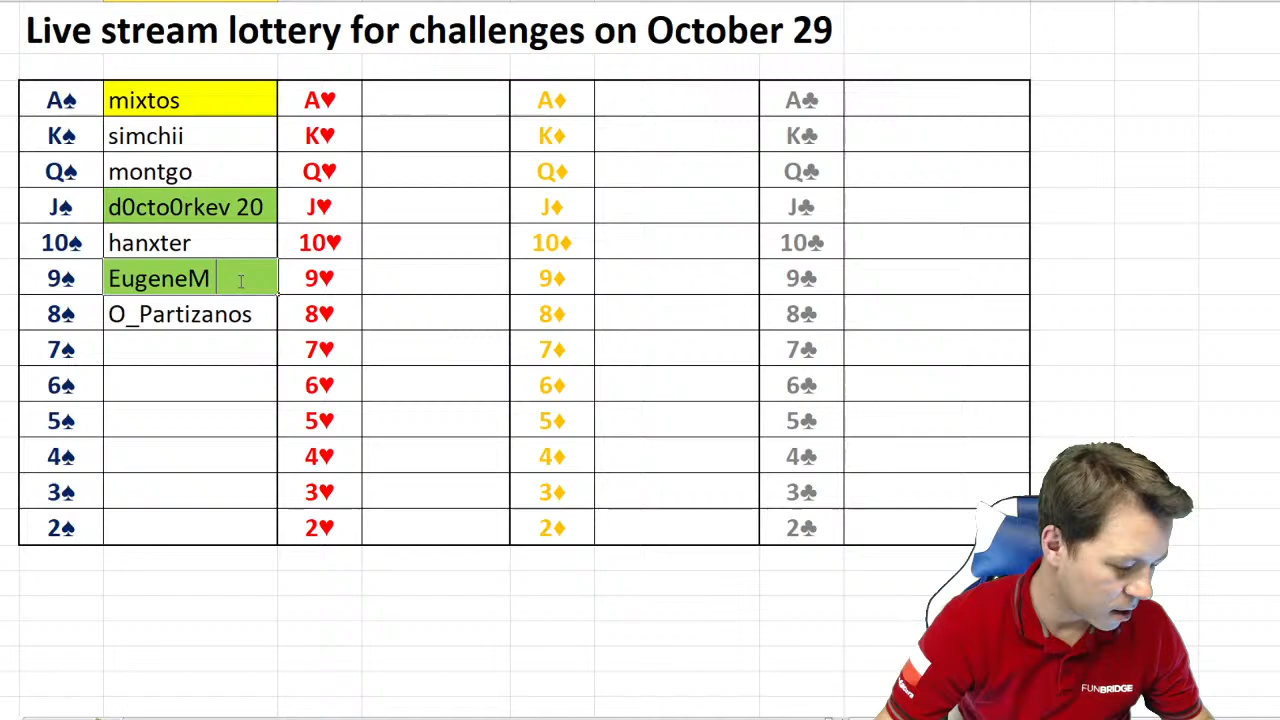 Live stream lottery for challenges on October 29
A♠ mixtos A♥ A♦ A♣
K♠ simchii K♥ K♦ K♣
Q♠ montgo Q♥ Q♦ Q♣
J♠ d0cto0rkev 20 J♥ J♦ J♣
10♠ hanxter 10♥ 10♦ 10♣
9♠ EugeneM 9♥ 9♦ 9♣
8♠ O_Partizanos 8♥ 8♦ 8♣
7♠ 7♥ 7♦ 7♣
6♠ 6♥ 6♦ 6♣
5♠ 5♥ 5♦ 5♣
4♠ 4♥ 4♦ 4♣
3♠ 3♥ 3♦ 3♣
2♠ 2♥ 2♦ 2♣
FUNBRIDGE